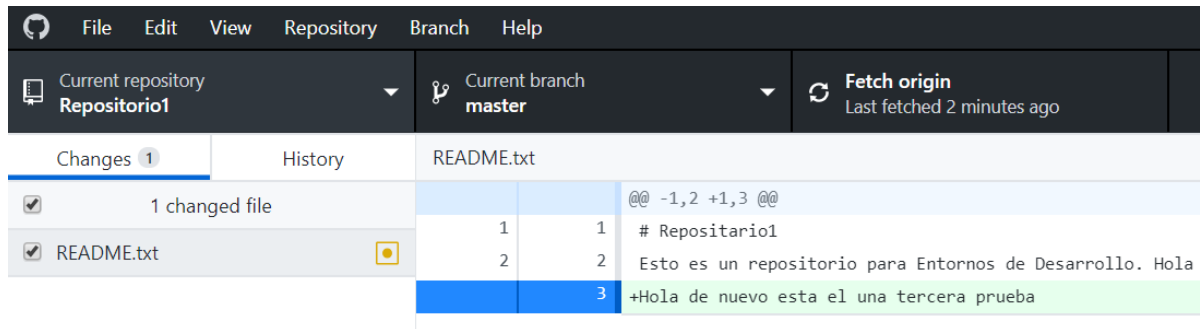 File Edit View Repository Branch Help
Current repository
Repositorio1
Current branch
master
Fetch origin
Last fetched 2 minutes ago
Changes 1 History
README.txt
1 changed file
README.txt
@@ -1,2 +1,3 @@
1 1 # Repositario1
2 2 Esto es un repositorio para Entornos de Desarrollo. Hola
3 +Hola de nuevo esta el una tercera prueba